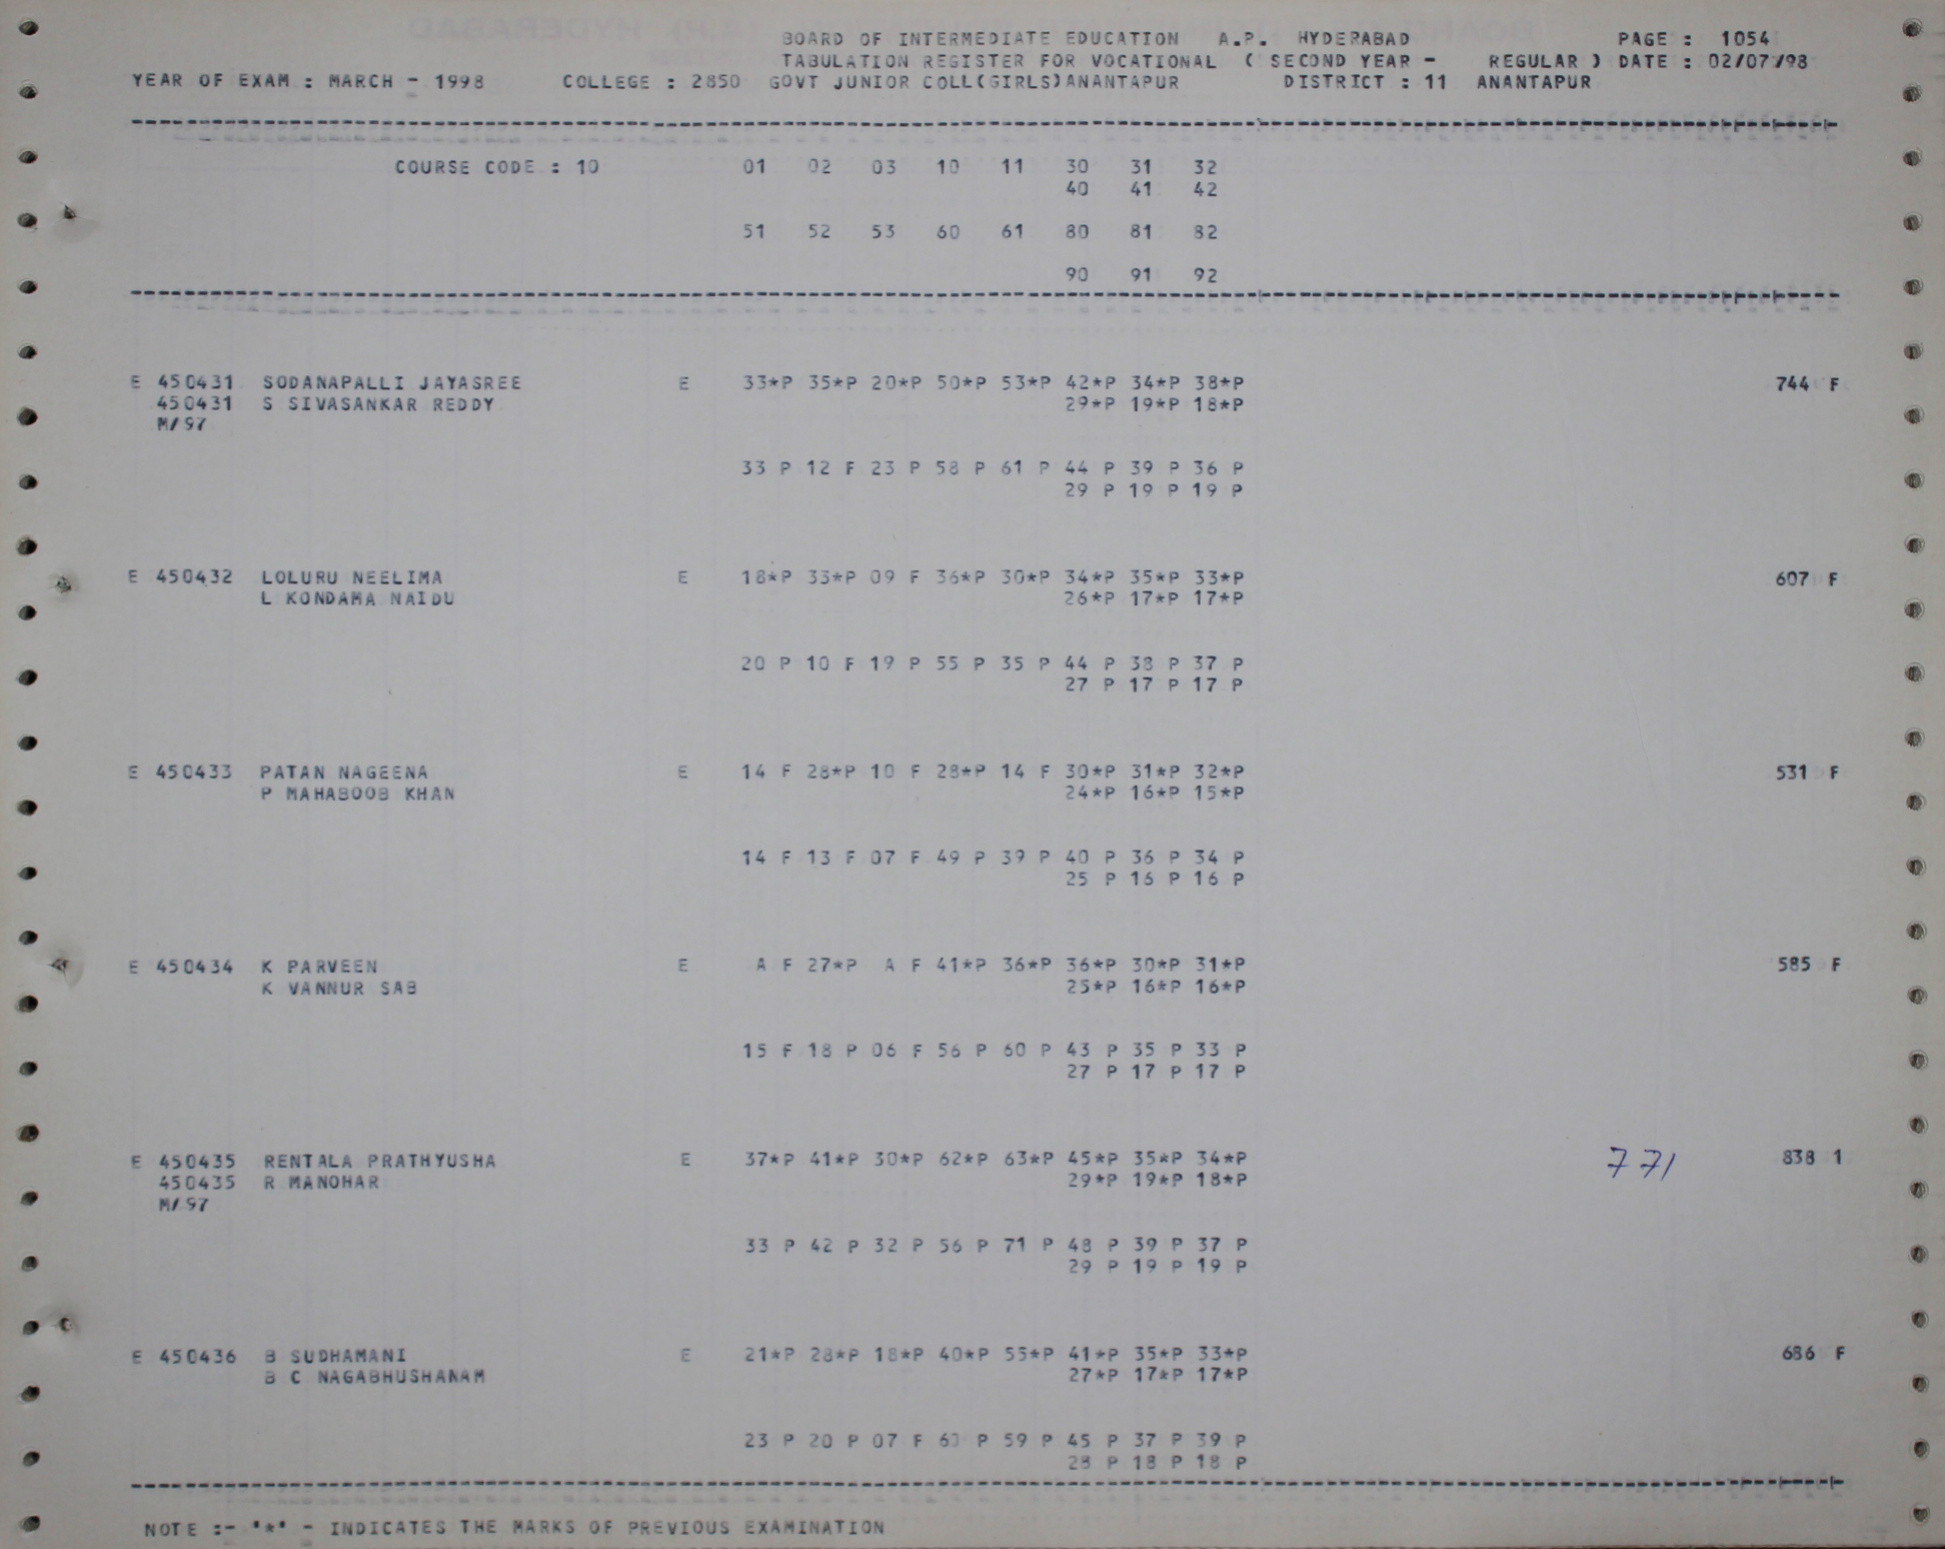 BOARD OF INTERMEDIATE EDUCATION A.P. HYDERABAD PAGE : 1054
TABULATION REGISTER FOR VOCATIONAL ( SECOND YEAR - REGULAR ) DATE : 02/07/98
YEAR OF EXAM : MARCH - 1998 COLLEGE : 2850 GOVT JUNIOR COLL(GIRLS)ANANTAPUR DISTRICT : 11 ANANTAPUR
COURSE CODE : 10 01 02 03 10 11 30 31 32
40 41 42
51 52 53 60 61 80 81 82
90 91 92
E 450431 SODANAPALLI JAYASREE E 33*P 35*P 20*P 50*P 53*P 42*P 34*P 38*P 744 F
450431 S SIVASANKAR REDDY 29*P 19*P 18*P
M/97
33 P 12 F 23 P 58 P 61 P 44 P 39 P 36 P
29 P 19 P 19 P
E 450432 LOLURU NEELIMA E 18*P 33*P 09 F 36*P 30*P 34*P 35*P 33*P 607 F
L KONDAMA NAIDU 26*P 17*P 17*P
20 P 10 F 19 P 55 P 35 P 44 P 38 P 37 P
27 P 17 P 17 P
E 450433 PATAN NAGEENA E 14 F 28*P 10 F 28*P 14 F 30*P 31*P 32*P 531 F
P MAHABOOB KHAN 24*P 16*P 15*P
14 F 13 F 07 F 49 P 39 P 40 P 36 P 34 P
25 P 16 P 16 P
E 450434 K PARVEEN E A F 27*P A F 41*P 36*P 36*P 30*P 31*P 585 F
K VANNUR SAB 25*P 16*P 16*P
15 F 18 P 06 F 56 P 60 P 43 P 35 P 33 P
27 P 17 P 17 P
E 450435 RENTALA PRATHYUSHA E 37*P 41*P 30*P 62*P 63*P 45*P 35*P 34*P 771 838 1
450435 R MANOHAR 29*P 19*P 18*P
M/97
33 P 42 P 32 P 56 P 71 P 48 P 39 P 37 P
29 P 19 P 19 P
E 450436 B SUDHAMANI E 21*P 28*P 18*P 40*P 55*P 41*P 35*P 33*P 686 F
B C NAGABHUSHANAM 27*P 17*P 17*P
23 P 20 P 07 F 60 P 59 P 45 P 37 P 39 P
28 P 18 P 18 P
NOTE :- "*" - INDICATES THE MARKS OF PREVIOUS EXAMINATION